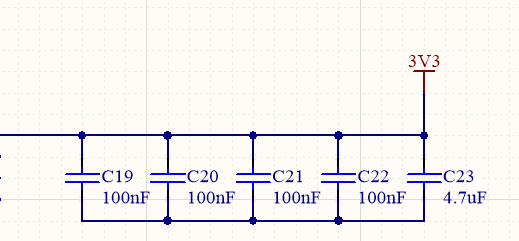 3V3
C19 C20 C21 C22 C23
100nF 100nF 100nF 100nF 4.7uF